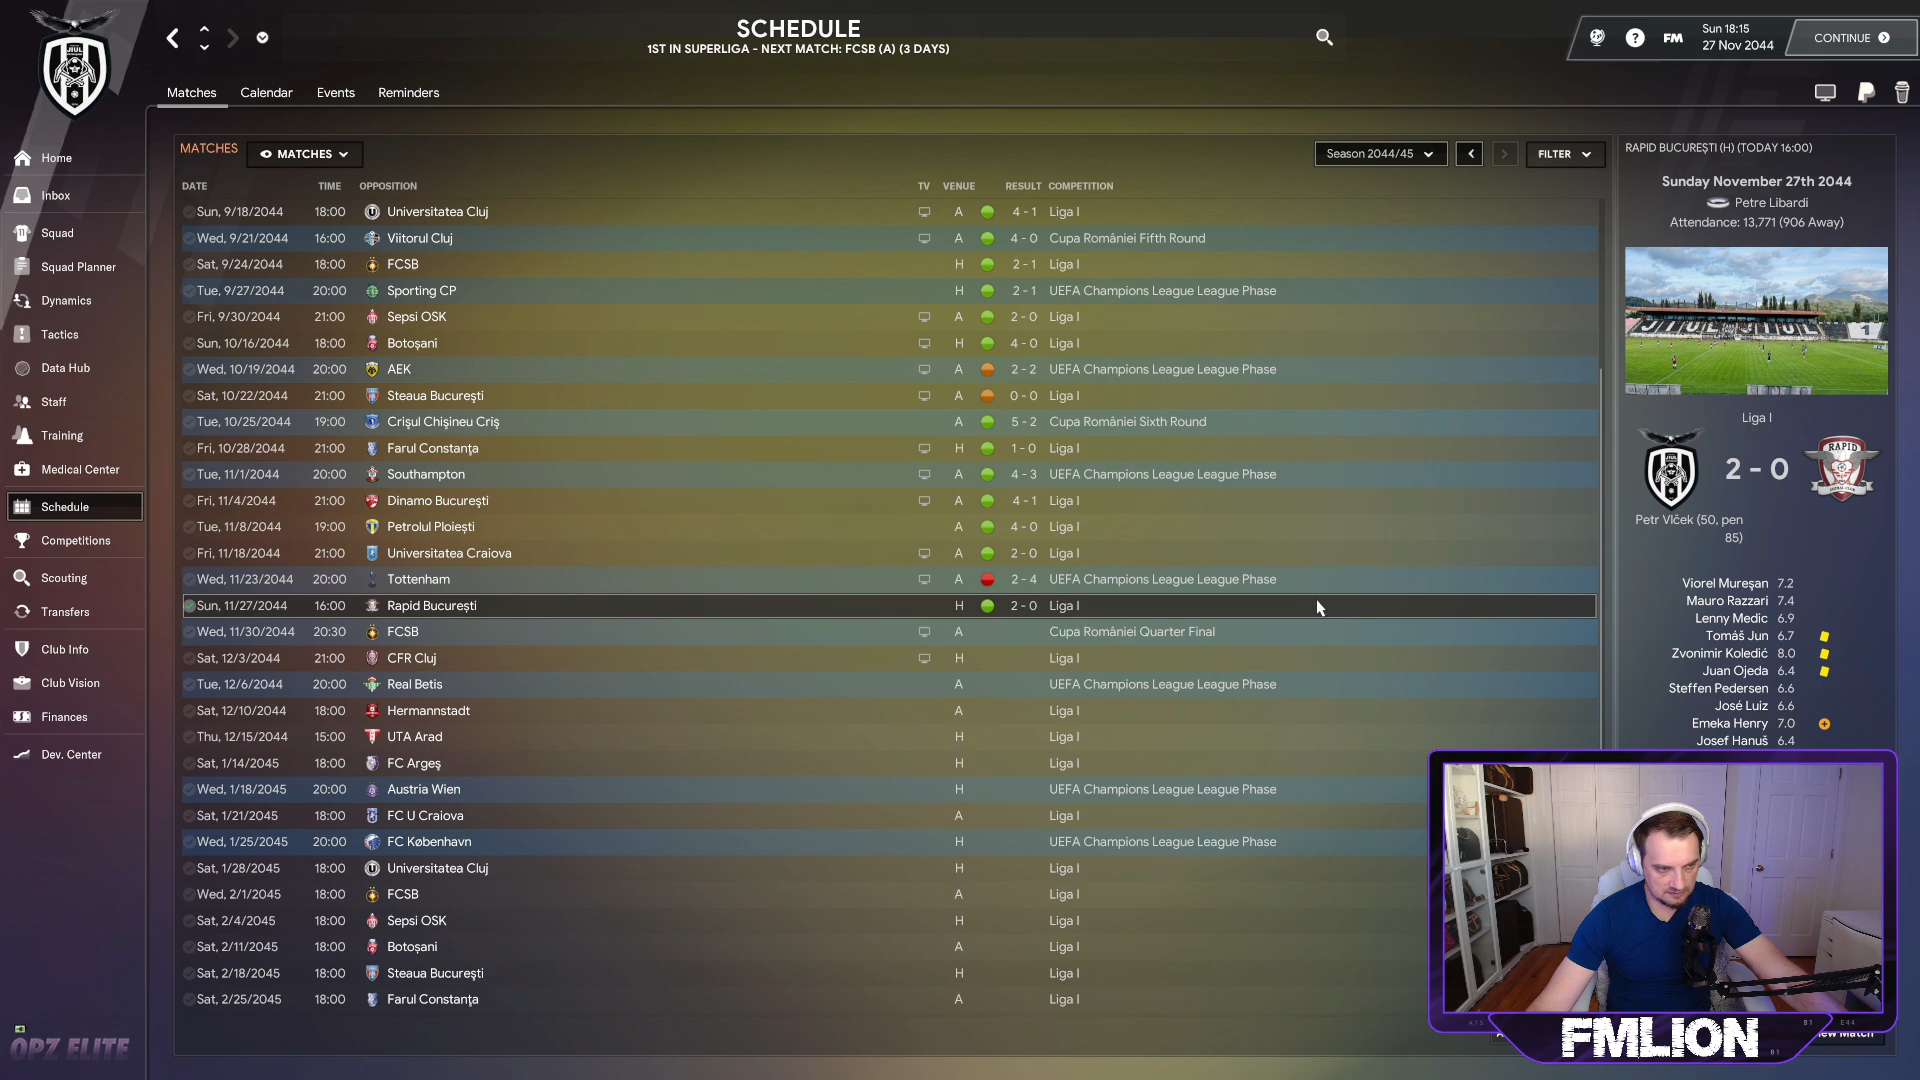 SCHEDULE
1ST IN SUPERLIGA - NEXT MATCH: FCSB (A) (3 DAYS)
FM
Sun 18:15
27 Nov 2044
CONTINUE
Matches Calendar Events Reminders
Home
Inbox
Squad
Squad Planner
Dynamics
Tactics
Data Hub
Staff
Training
Medical Center
Schedule
Competitions
Scouting
Transfers
Club Info
Club Vision
Finances
Dev. Center
OPZ ELITE
MATCHES MATCHES Season 2044/45 FILTER
DATE TIME OPPOSITION TV VENUE RESULT COMPETITION
Sun, 9/18/2044 18:00 Universitatea Cluj A 4 - 1 Liga I
Wed, 9/21/2044 16:00 Viitorul Cluj A 4 - 0 Cupa României Fifth Round
Sat, 9/24/2044 18:00 FCSB H 2 - 1 Liga I
Tue, 9/27/2044 20:00 Sporting CP H 2 - 1 UEFA Champions League League Phase
Fri, 9/30/2044 21:00 Sepsi OSK A 2 - 0 Liga I
Sun, 10/16/2044 18:00 Botoșani H 4 - 0 Liga I
Wed, 10/19/2044 20:00 AEK A 2 - 2 UEFA Champions League League Phase
Sat, 10/22/2044 21:00 Steaua Bucureşti A 0 - 0 Liga I
Tue, 10/25/2044 19:00 Crişul Chişineu Criş A 5 - 2 Cupa României Sixth Round
Fri, 10/28/2044 21:00 Farul Constanţa H 1 - 0 Liga I
Tue, 11/1/2044 20:00 Southampton A 4 - 3 UEFA Champions League League Phase
Fri, 11/4/2044 21:00 Dinamo Bucureşti A 4 - 1 Liga I
Tue, 11/8/2044 19:00 Petrolul Ploiești A 4 - 0 Liga I
Fri, 11/18/2044 21:00 Universitatea Craiova A 2 - 0 Liga I
Wed, 11/23/2044 20:00 Tottenham A 2 - 4 UEFA Champions League League Phase
Sun, 11/27/2044 16:00 Rapid București H 2 - 0 Liga I
Wed, 11/30/2044 20:30 FCSB A Cupa României Quarter Final
Sat, 12/3/2044 21:00 CFR Cluj H Liga I
Tue, 12/6/2044 20:00 Real Betis A UEFA Champions League League Phase
Sat, 12/10/2044 18:00 Hermannstadt A Liga I
Thu, 12/15/2044 15:00 UTA Arad H Liga I
Sat, 1/14/2045 18:00 FC Argeş H Liga I
Wed, 1/18/2045 20:00 Austria Wien H UEFA Champions League League Phase
Sat, 1/21/2045 18:00 FC U Craiova A Liga I
Wed, 1/25/2045 20:00 FC København H UEFA Champions League League Phase
Sat, 1/28/2045 18:00 Universitatea Cluj H Liga I
Wed, 2/1/2045 18:00 FCSB A Liga I
Sat, 2/4/2045 18:00 Sepsi OSK H Liga I
Sat, 2/11/2045 18:00 Botoșani A Liga I
Sat, 2/18/2045 18:00 Steaua Bucureşti H Liga I
Sat, 2/25/2045 18:00 Farul Constanţa A Liga I
RAPID BUCUREȘTI (H) (TODAY 16:00)
Sunday November 27th 2044
Petre Libardi
Attendance: 13,771 (906 Away)
JIUL JIUL
Liga I
JIUL
2 - 0
RAPID
Petr Vlček (50, pen
85)
Viorel Mureşan 7.2
Mauro Razzari 7.4
Lenny Medic 6.9
Tomáš Jun 6.7
Zvonimir Koledić 8.0
Juan Ojeda 6.4
Steffen Pedersen 6.6
José Luiz 6.6
Emeka Henry 7.0
Josef Hanuš 6.4
FMLION